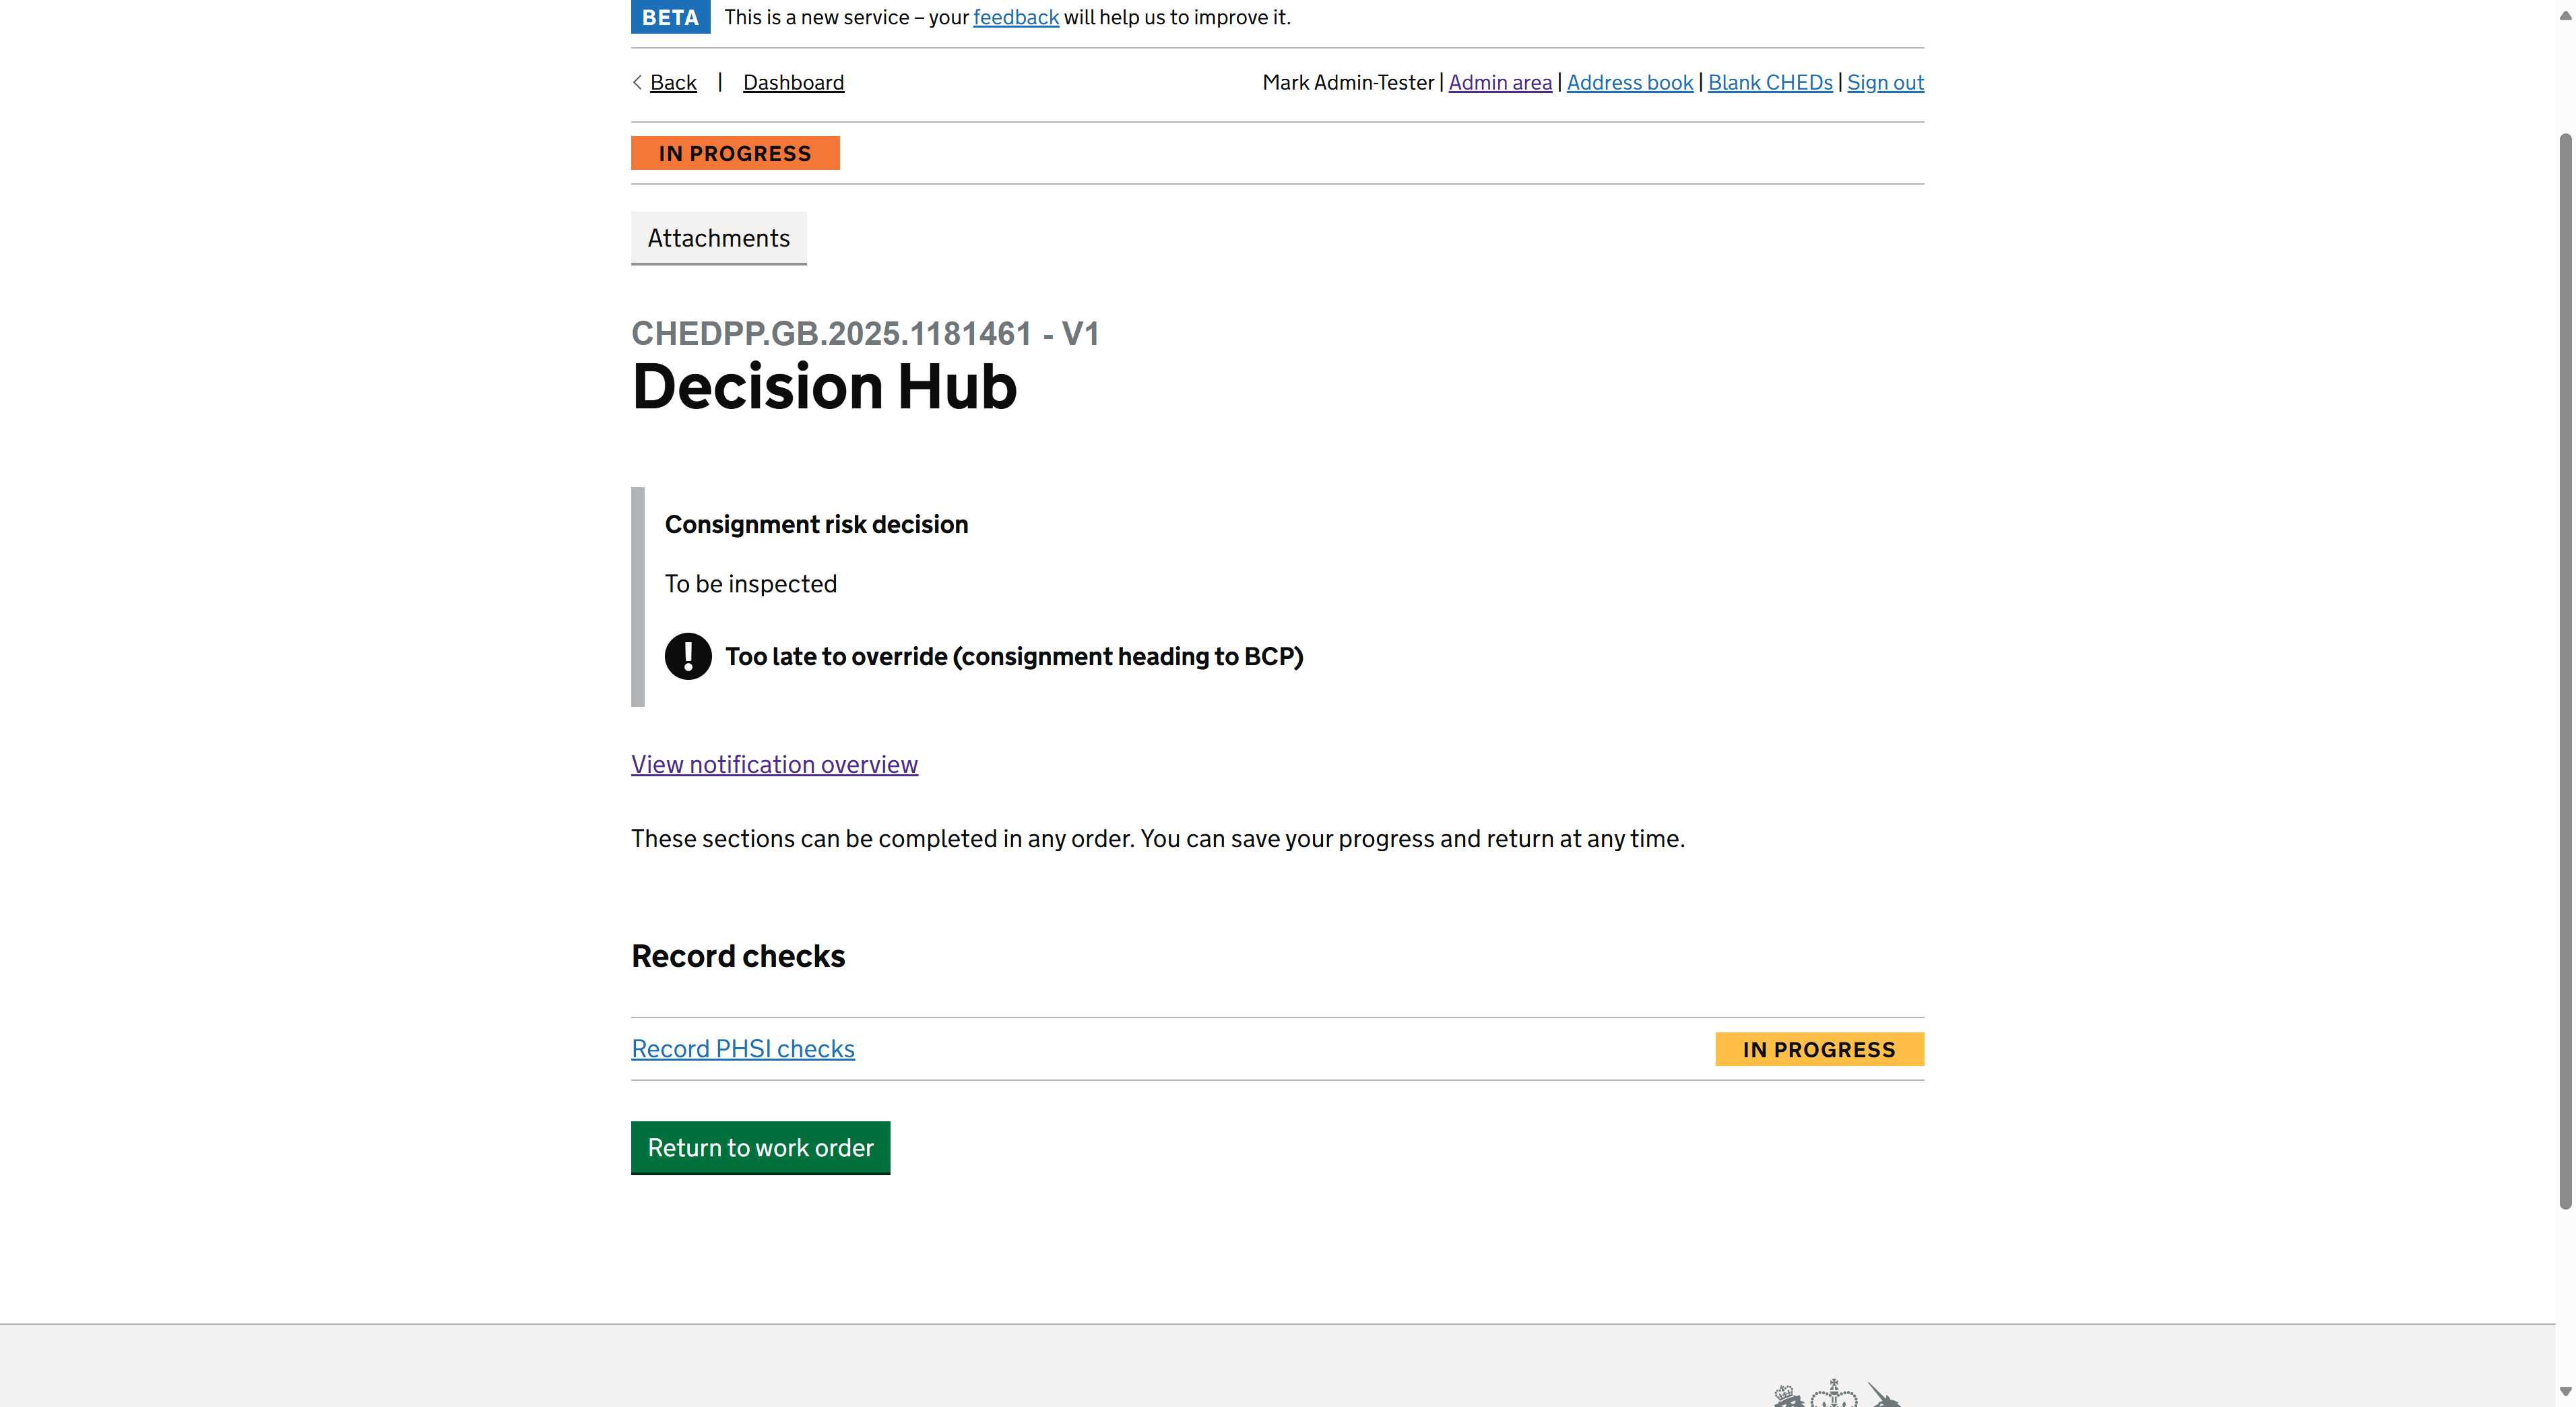 BETA This is a new service – your feedback will help us to improve it.
Back | Dashboard Mark Admin-Tester | Admin area | Address book | Blank CHEDs | Sign out
IN PROGRESS
Attachments
CHEDPP.GB.2025.1181461 - V1
Decision Hub
Consignment risk decision
To be inspected
! Too late to override (consignment heading to BCP)
View notification overview
These sections can be completed in any order. You can save your progress and return at any time.
Record checks
Record PHSI checks IN PROGRESS
Return to work order